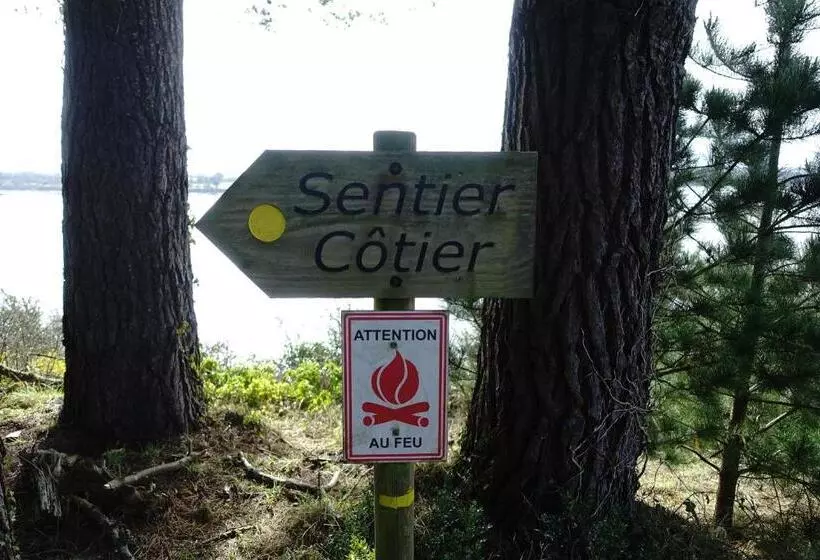 Sentier
Côtier
ATTENTION
AU FEU